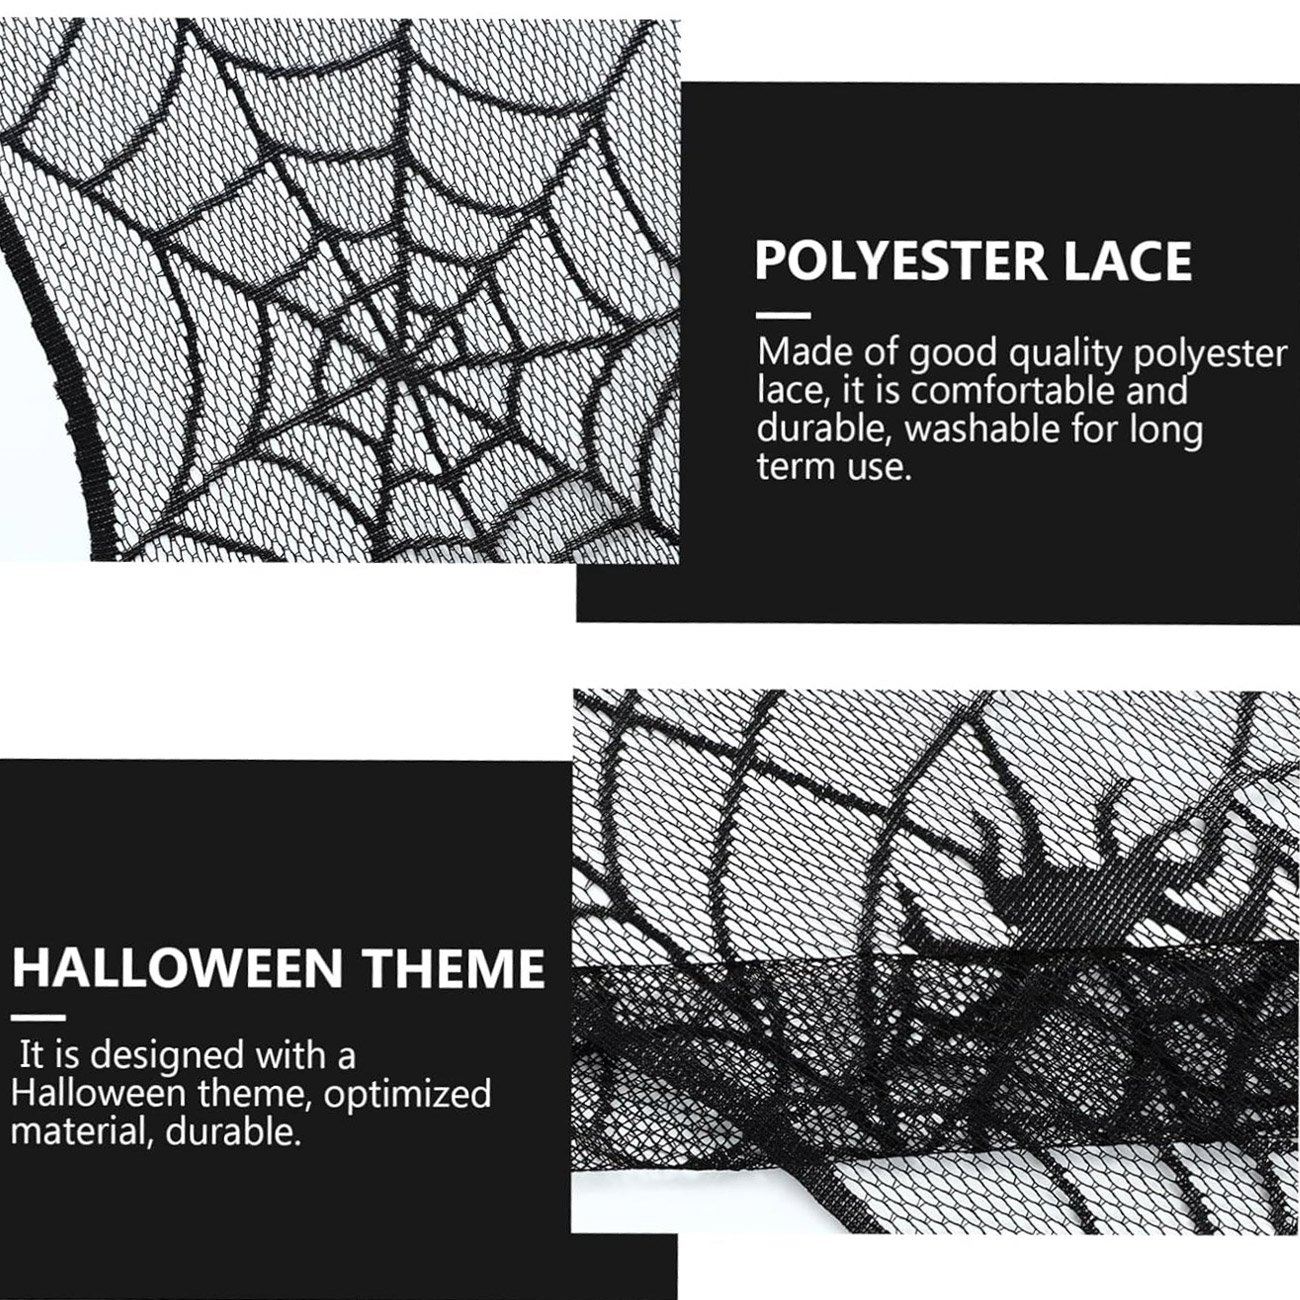 POLYESTER LACE
Made of good quality polyester
lace, it is comfortable and
durable, washable for long
term use.
HALLOWEEN THEME
It is designed with a
Halloween theme, optimized
material, durable.